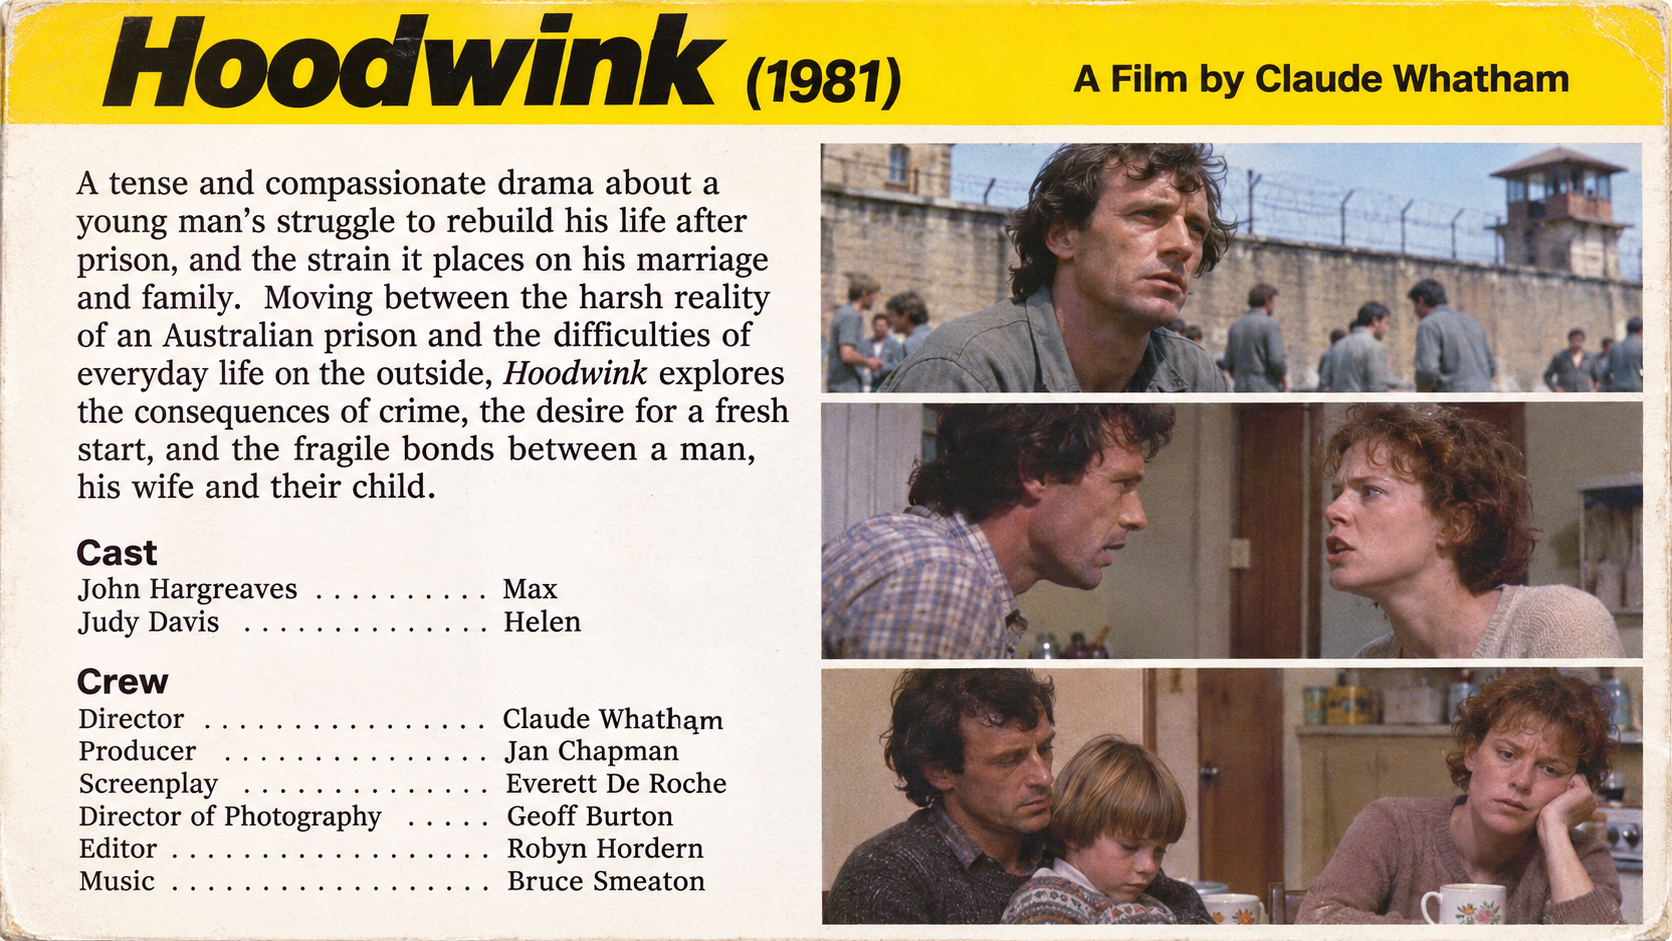 Hoodwink (1981)
A Film by Claude Whatham
A tense and compassionate drama about a
young man’s struggle to rebuild his life after
prison, and the strain it places on his marriage
and family.  Moving between the harsh reality
of an Australian prison and the difficulties of
everyday life on the outside, Hoodwink explores
the consequences of crime, the desire for a fresh
start, and the fragile bonds between a man,
his wife and their child.
Cast
John Hargreaves . . . . . . . . . . Max
Judy Davis . . . . . . . . . . . . . . Helen
Crew
Director . . . . . . . . . . . . . . . . Claude Whatham
Producer . . . . . . . . . . . . . . . Jan Chapman
Screenplay . . . . . . . . . . . . . . Everett De Roche
Director of Photography . . . . . Geoff Burton
Editor . . . . . . . . . . . . . . . . . . Robyn Hordern
Music . . . . . . . . . . . . . . . . . . Bruce Smeaton